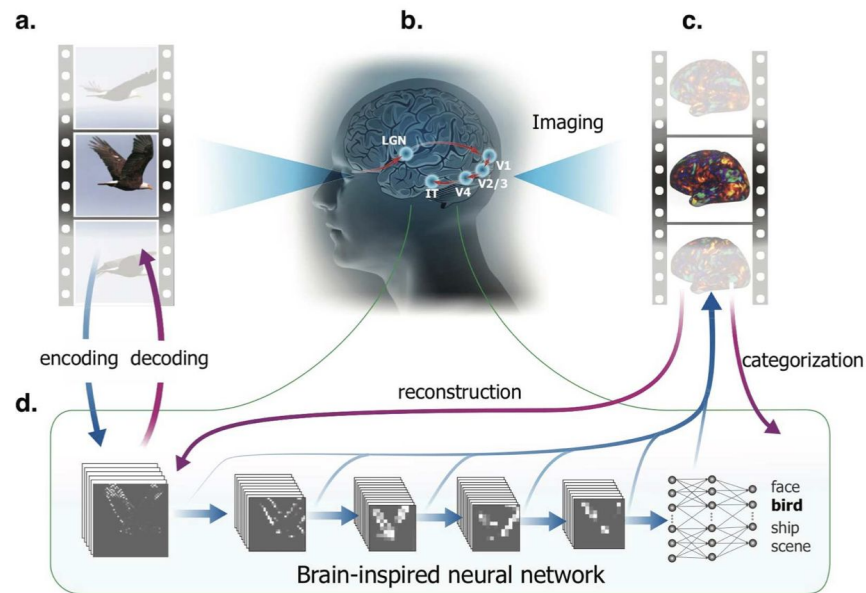 a.
b.
c.
Imaging
LGN
V1
V2/3
V4
IT
encoding
decoding
reconstruction
categorization
d.
face
bird
ship
scene
Brain-inspired neural network